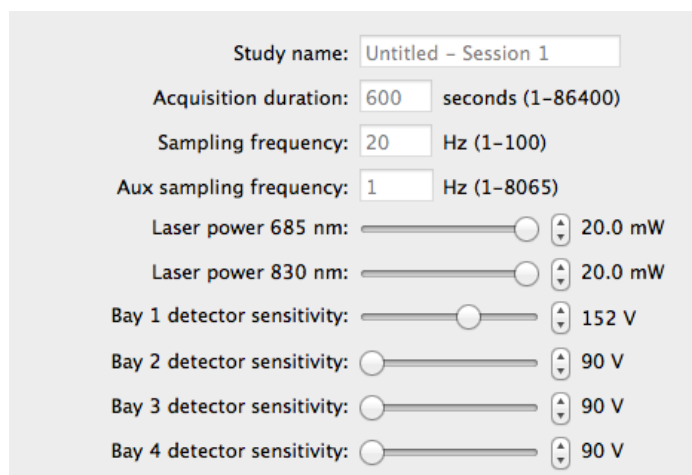 Study name: Untitled – Session 1
Acquisition duration: 600 seconds (1–86400)
Sampling frequency: 20 Hz (1–100)
Aux sampling frequency: 1 Hz (1–8065)
Laser power 685 nm: 20.0 mW
Laser power 830 nm: 20.0 mW
Bay 1 detector sensitivity: 152 V
Bay 2 detector sensitivity: 90 V
Bay 3 detector sensitivity: 90 V
Bay 4 detector sensitivity: 90 V